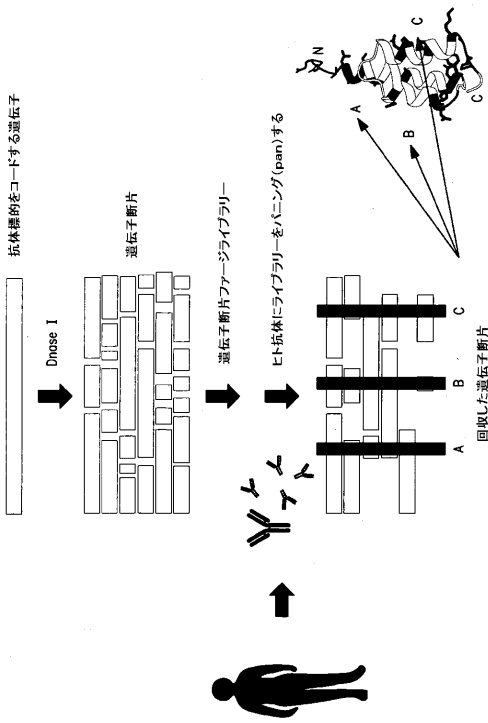 抗体標的をコードする遺伝子
Dnase I
遺伝子断片
遺伝子断片ファージライブラリー
ヒト抗体にライブラリーをパニング(pan)する
A
B
C
回収した遺伝子断片
A
B
C
N
C